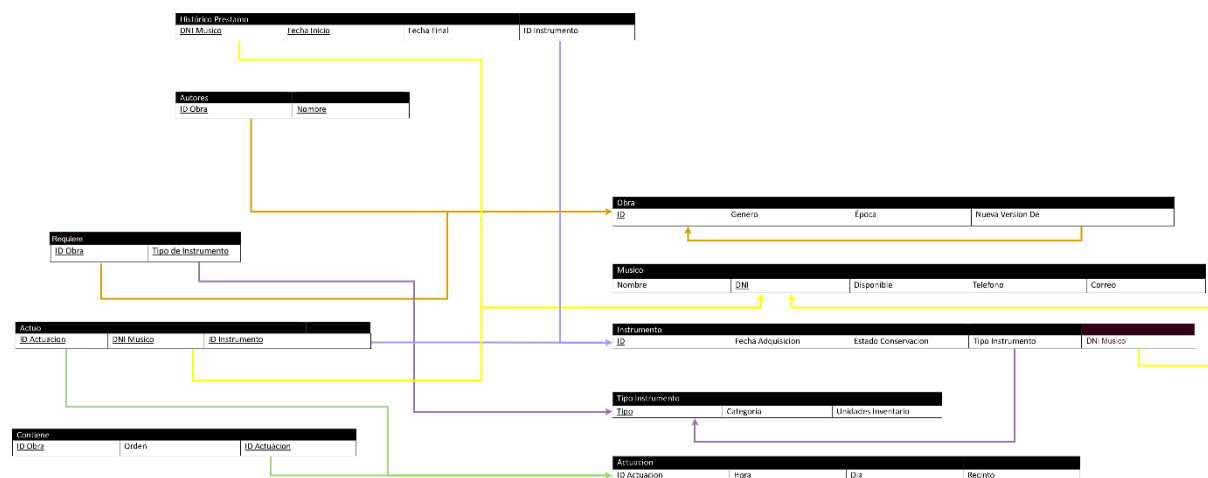 Histórico Prestamo
DNI Musico Fecha Inicio Fecha Final ID Instrumento
Autores
ID Obra Nombre
Obra
ID Genero Época Nueva Version De
Requiere
ID Obra Tipo de Instrumento
Musico
Nombre DNI Disponible Telefono Correo
Actuo
ID Actuacion DNI Musico ID Instrumento
Instrumento
ID Fecha Adquisicion Estado Conservacion Tipo Instrumento DNI Musico
Tipo Instrumento
Tipo Categoria Unidades Inventario
Contiene
ID Obra Orden ID Actuacion
Actuacion
ID Actuacion Hora Dia Recinto